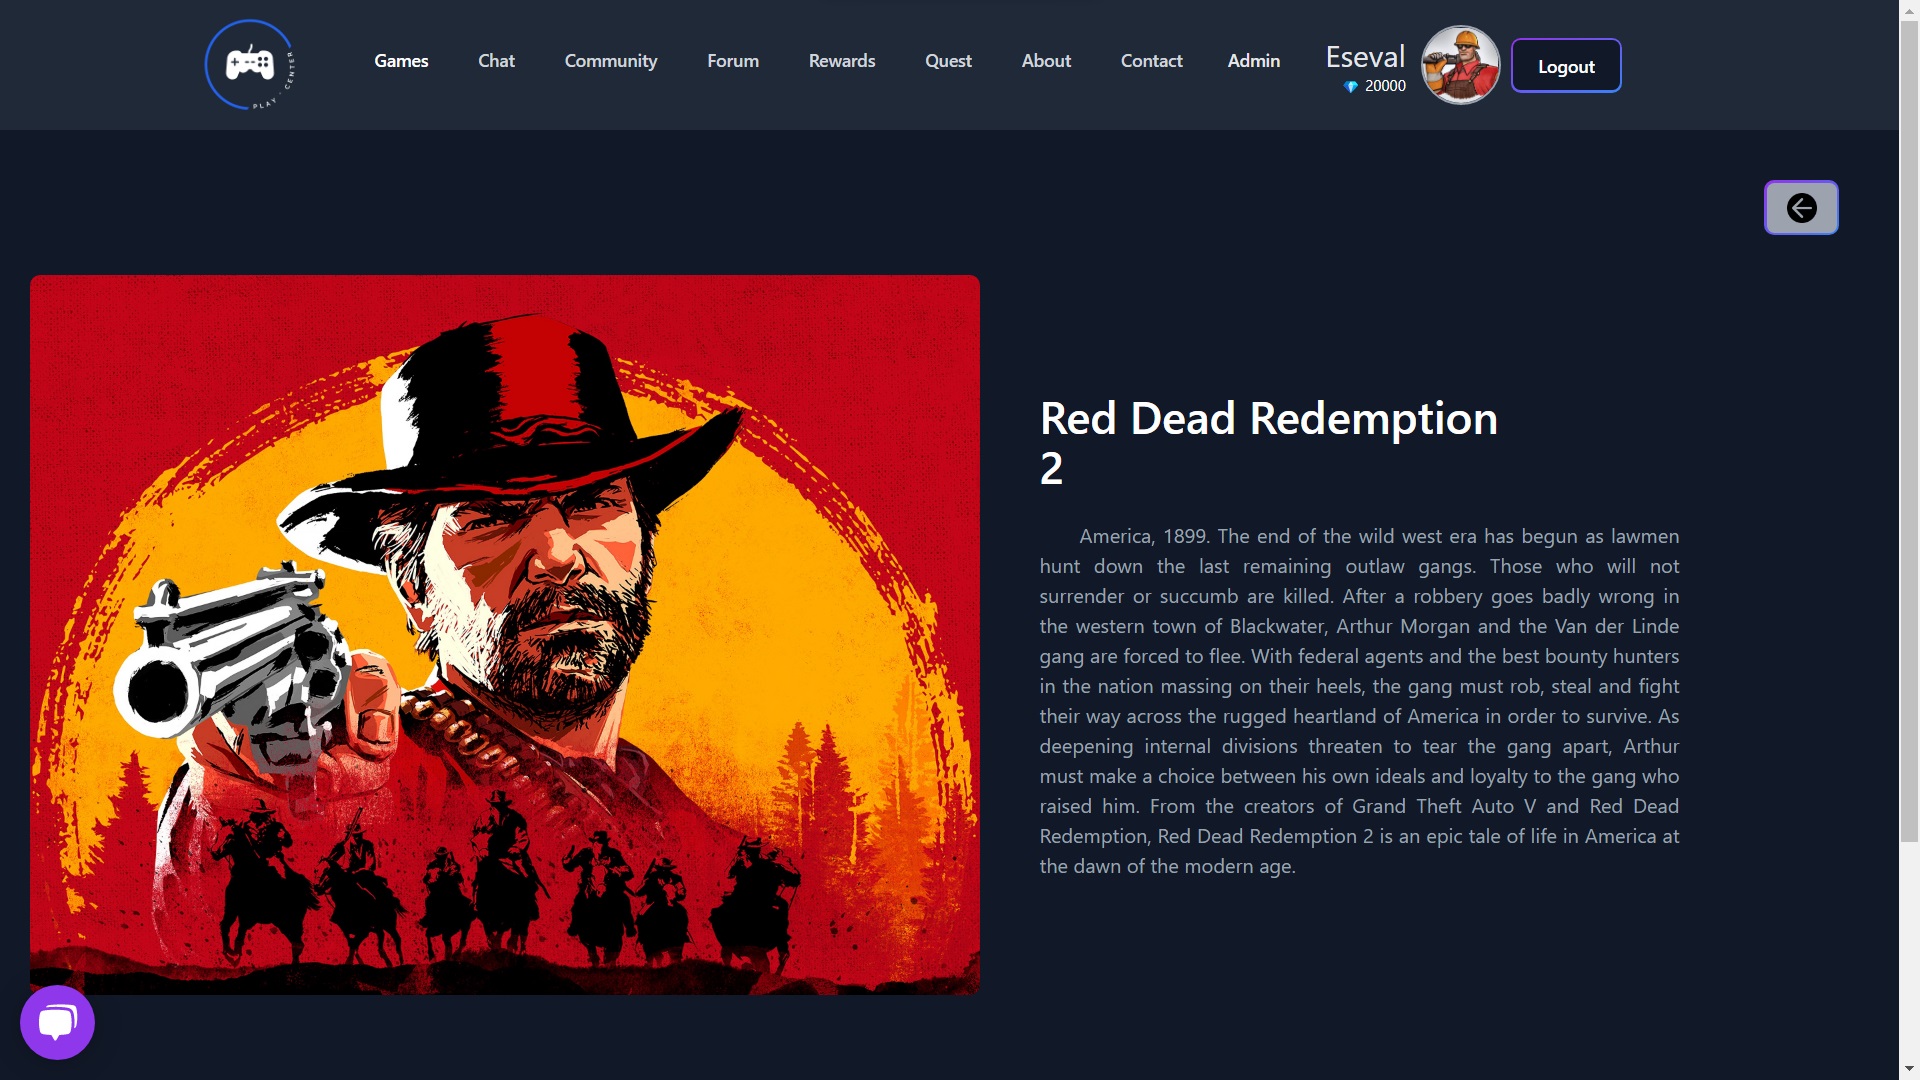 PLAY · CENTER
Games
Chat
Community
Forum
Rewards
Quest
About
Contact
Admin
Eseval
20000
Logout
Red Dead Redemption
2
America, 1899. The end of the wild west era has begun as lawmen
hunt down the last remaining outlaw gangs. Those who will not
surrender or succumb are killed. After a robbery goes badly wrong in
the western town of Blackwater, Arthur Morgan and the Van der Linde
gang are forced to flee. With federal agents and the best bounty hunters
in the nation massing on their heels, the gang must rob, steal and fight
their way across the rugged heartland of America in order to survive. As
deepening internal divisions threaten to tear the gang apart, Arthur
must make a choice between his own ideals and loyalty to the gang who
raised him. From the creators of Grand Theft Auto V and Red Dead
Redemption, Red Dead Redemption 2 is an epic tale of life in America at
the dawn of the modern age.